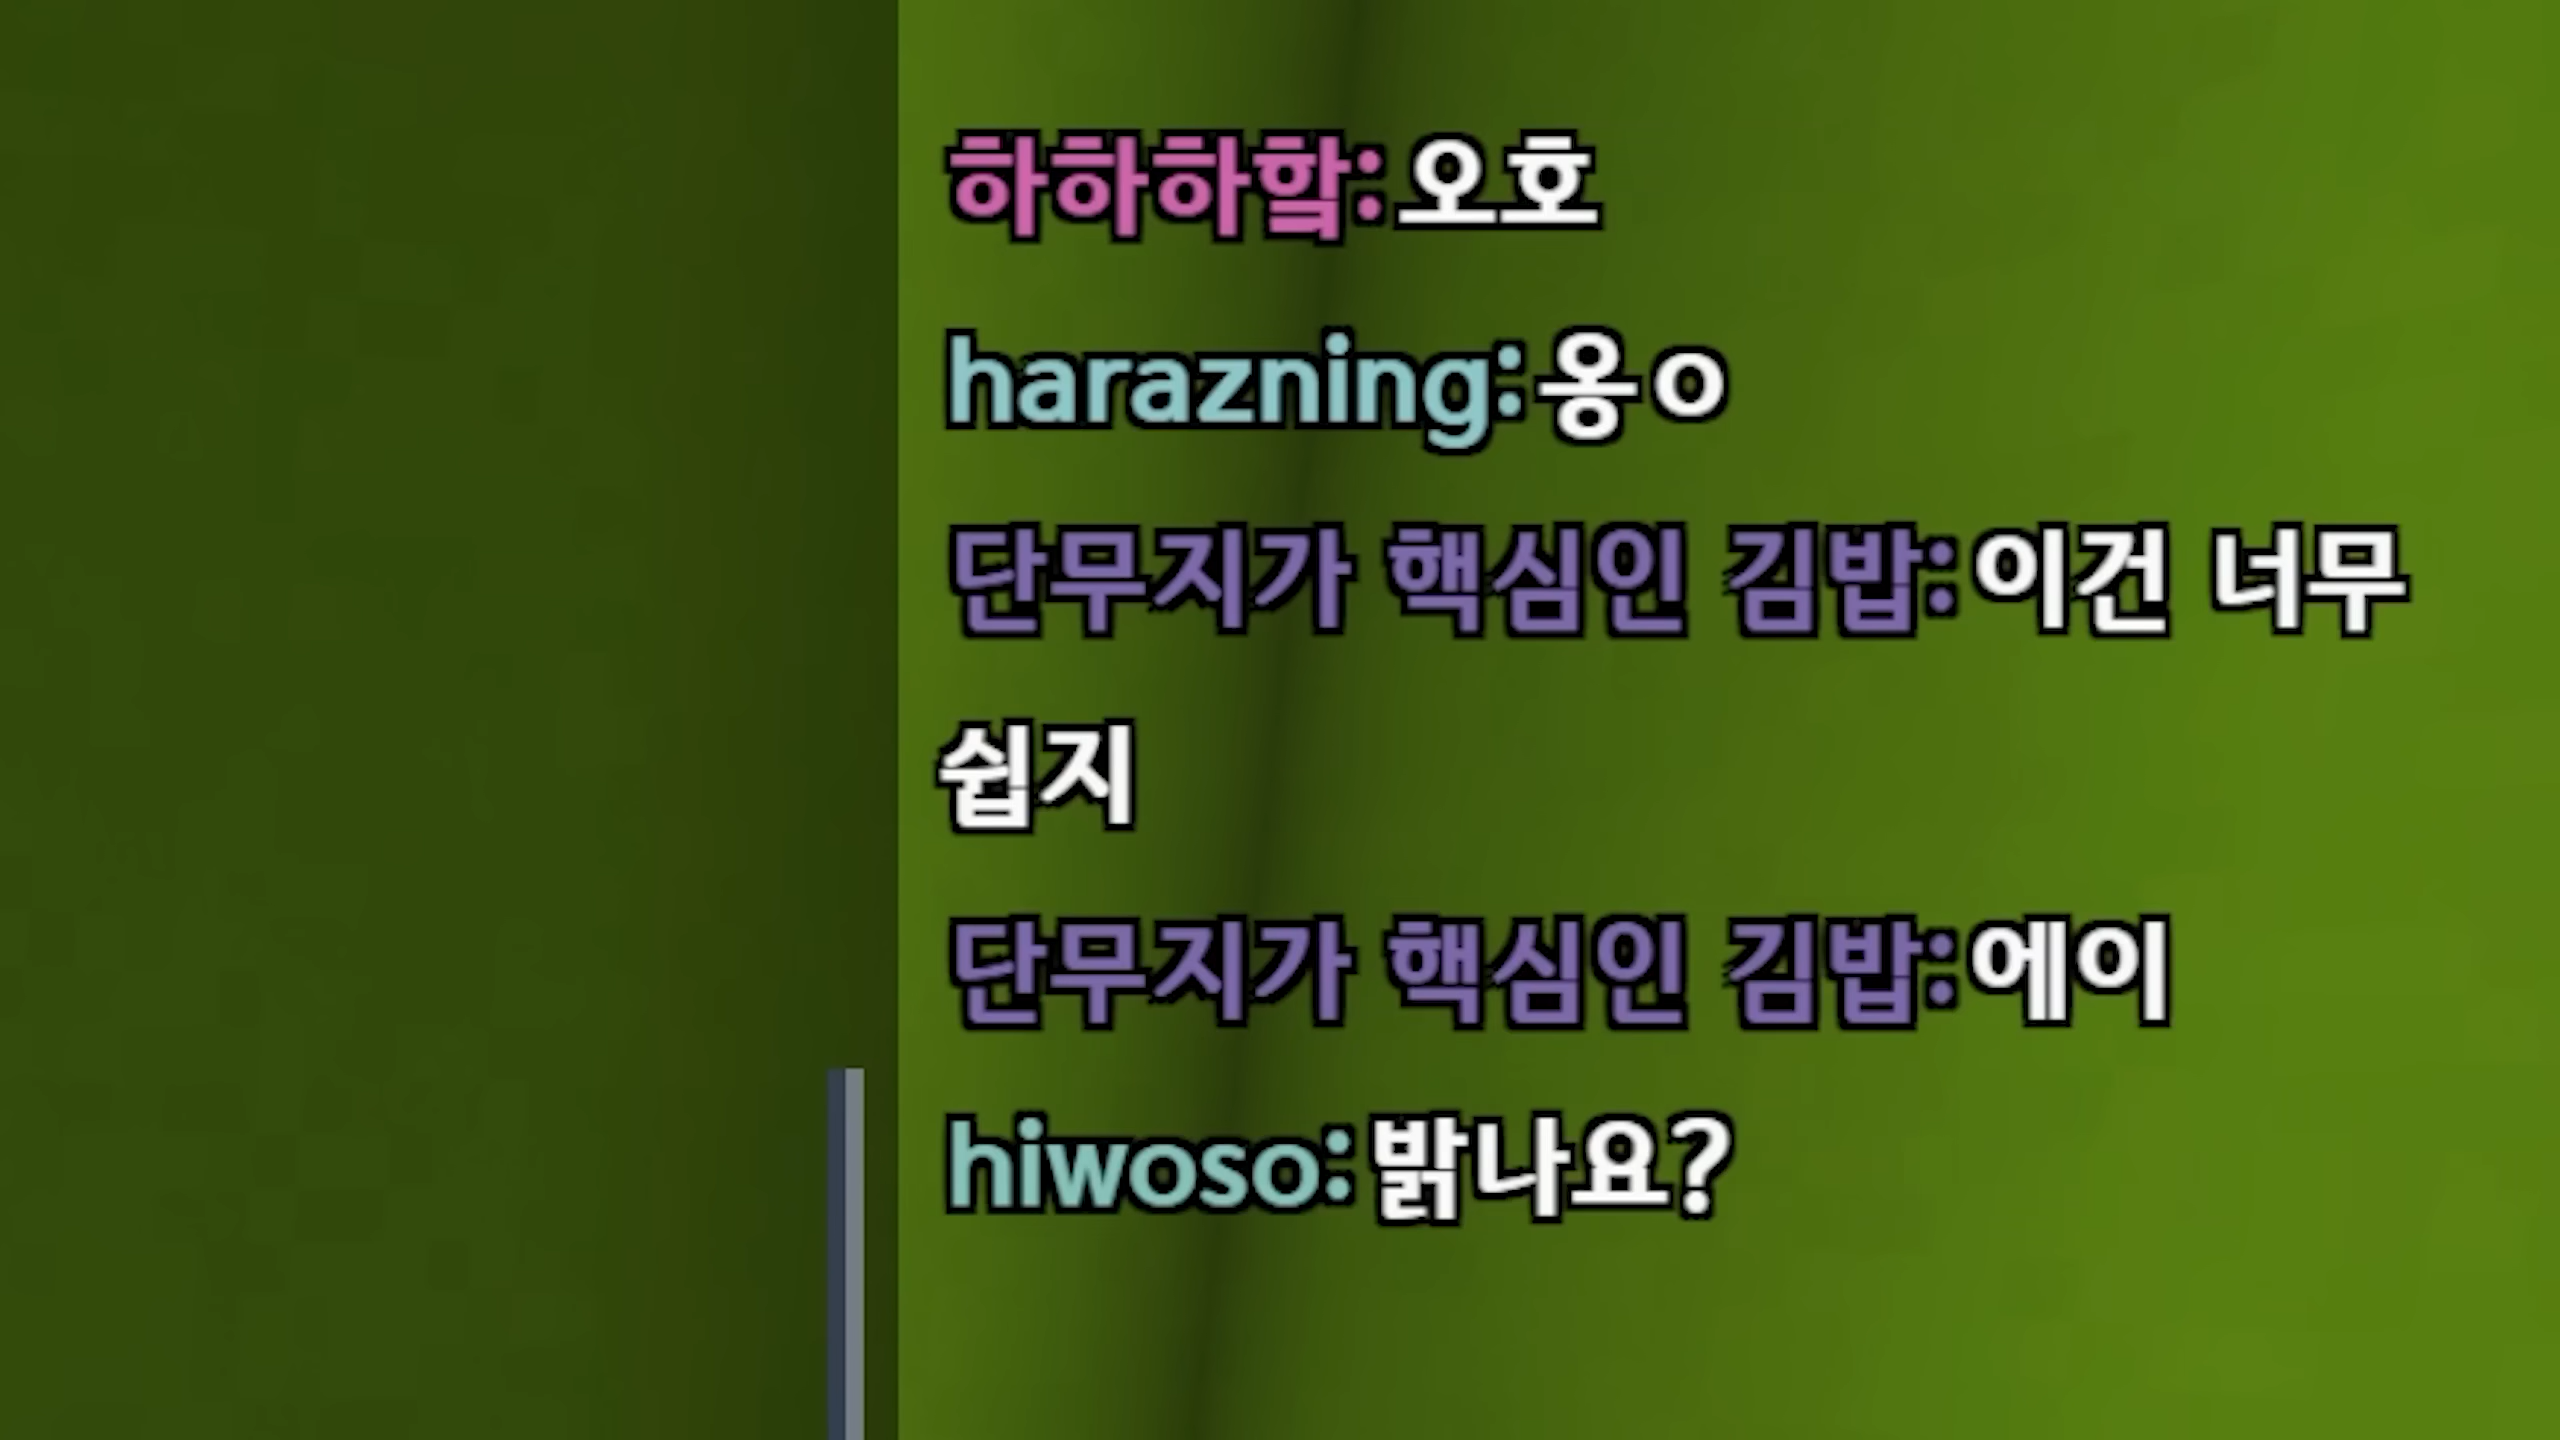 하하하핰: 오호
harazning: 옹ㅇ
단무지가 핵심인 김밥: 이건 너무
쉽지
단무지가 핵심인 김밥: 에이
hiwoso: 밝나요?